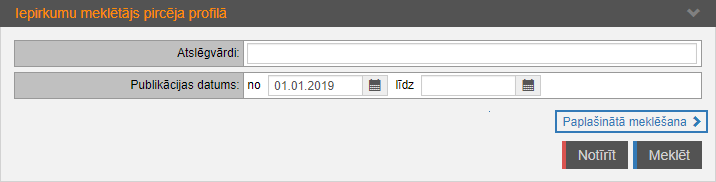 Iepirkumu meklētājs pircēja profilā
Atslēgvārdi:
Publikācijas datums: no 01.01.2019 līdz
Paplašinātā meklēšana
Notīrīt Meklēt